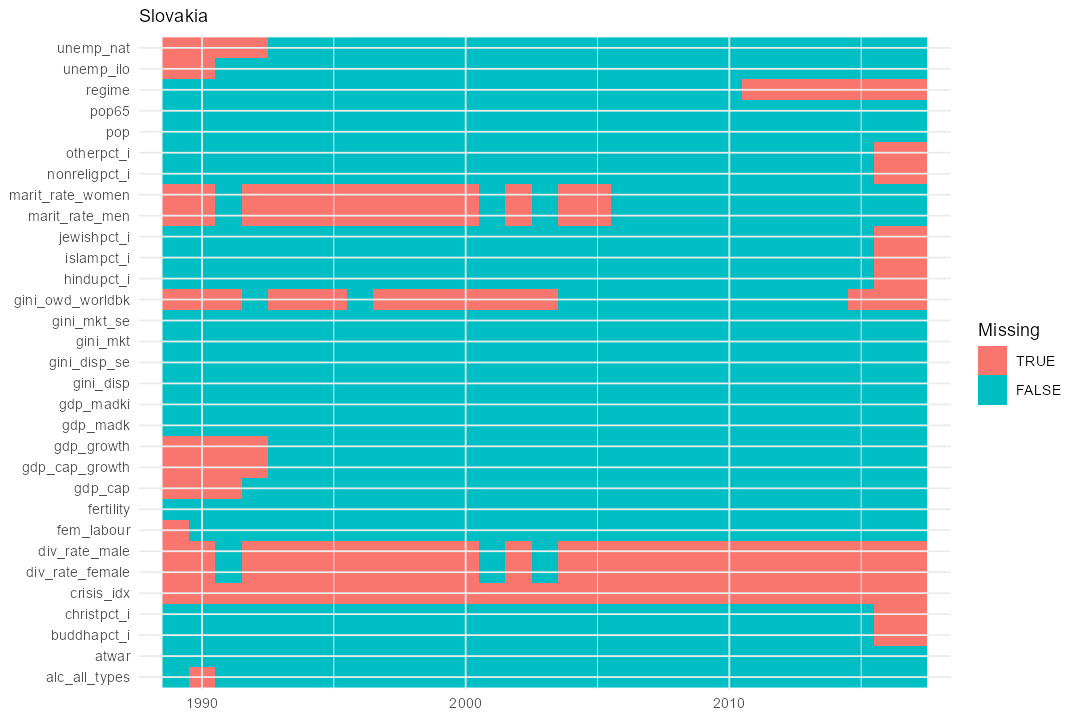 Slovakia
unemp_nat
unemp_ilo
regime
pop65
pop
otherpct_i
nonreligpct_i
marit_rate_women
marit_rate_men
jewishpct_i
islampct_i
hindupct_i
gini_owd_worldbk
gini_mkt_se
gini_mkt
gini_disp_se
gini_disp
gdp_madki
gdp_madk
gdp_growth
gdp_cap_growth
gdp_cap
fertility
fem_labour
div_rate_male
div_rate_female
crisis_idx
christpct_i
buddhapct_i
atwar
alc_all_types
1990 2000 2010
Missing
TRUE
FALSE